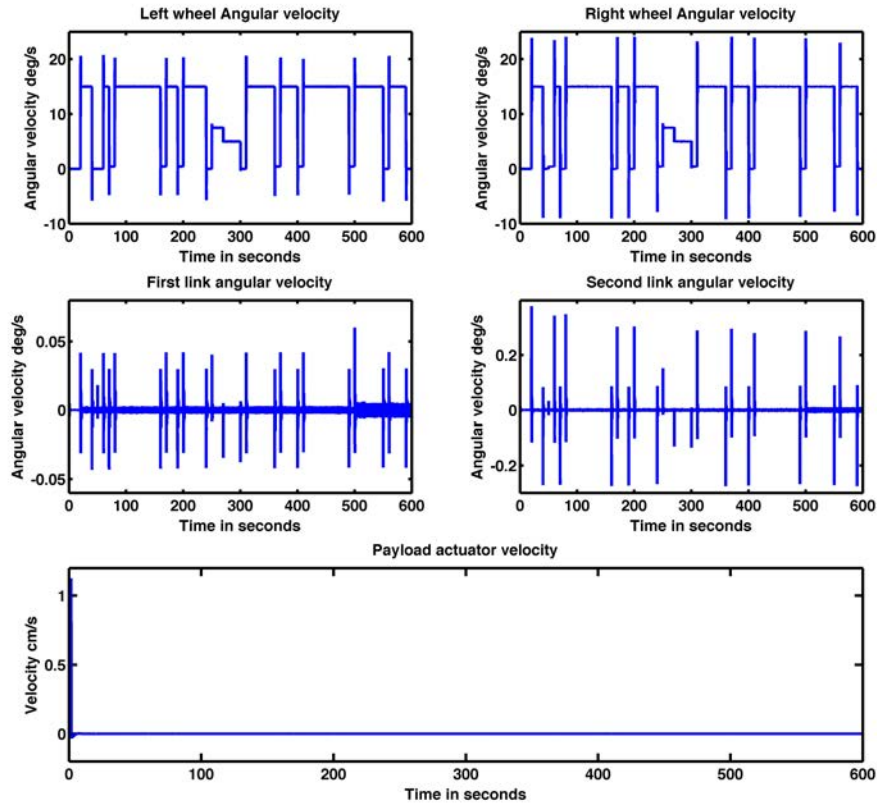 Left wheel Angular velocity
Angular velocity deg/s
20
10
0
-10
0 100 200 300 400 500 600
Time in seconds
Right wheel Angular velocity
Angular velocity deg/s
20
10
0
-10
0 100 200 300 400 500 600
Time in seconds
First link angular velocity
Angular velocity deg/s
0.05
0
-0.05
0 100 200 300 400 500 600
Time in seconds
Second link angular velocity
Angular velocity deg/s
0.2
0
-0.2
0 100 200 300 400 500 600
Time in seconds
Payload actuator velocity
Velocity cm/s
1
0.5
0
0 100 200 300 400 500 600
Time in seconds